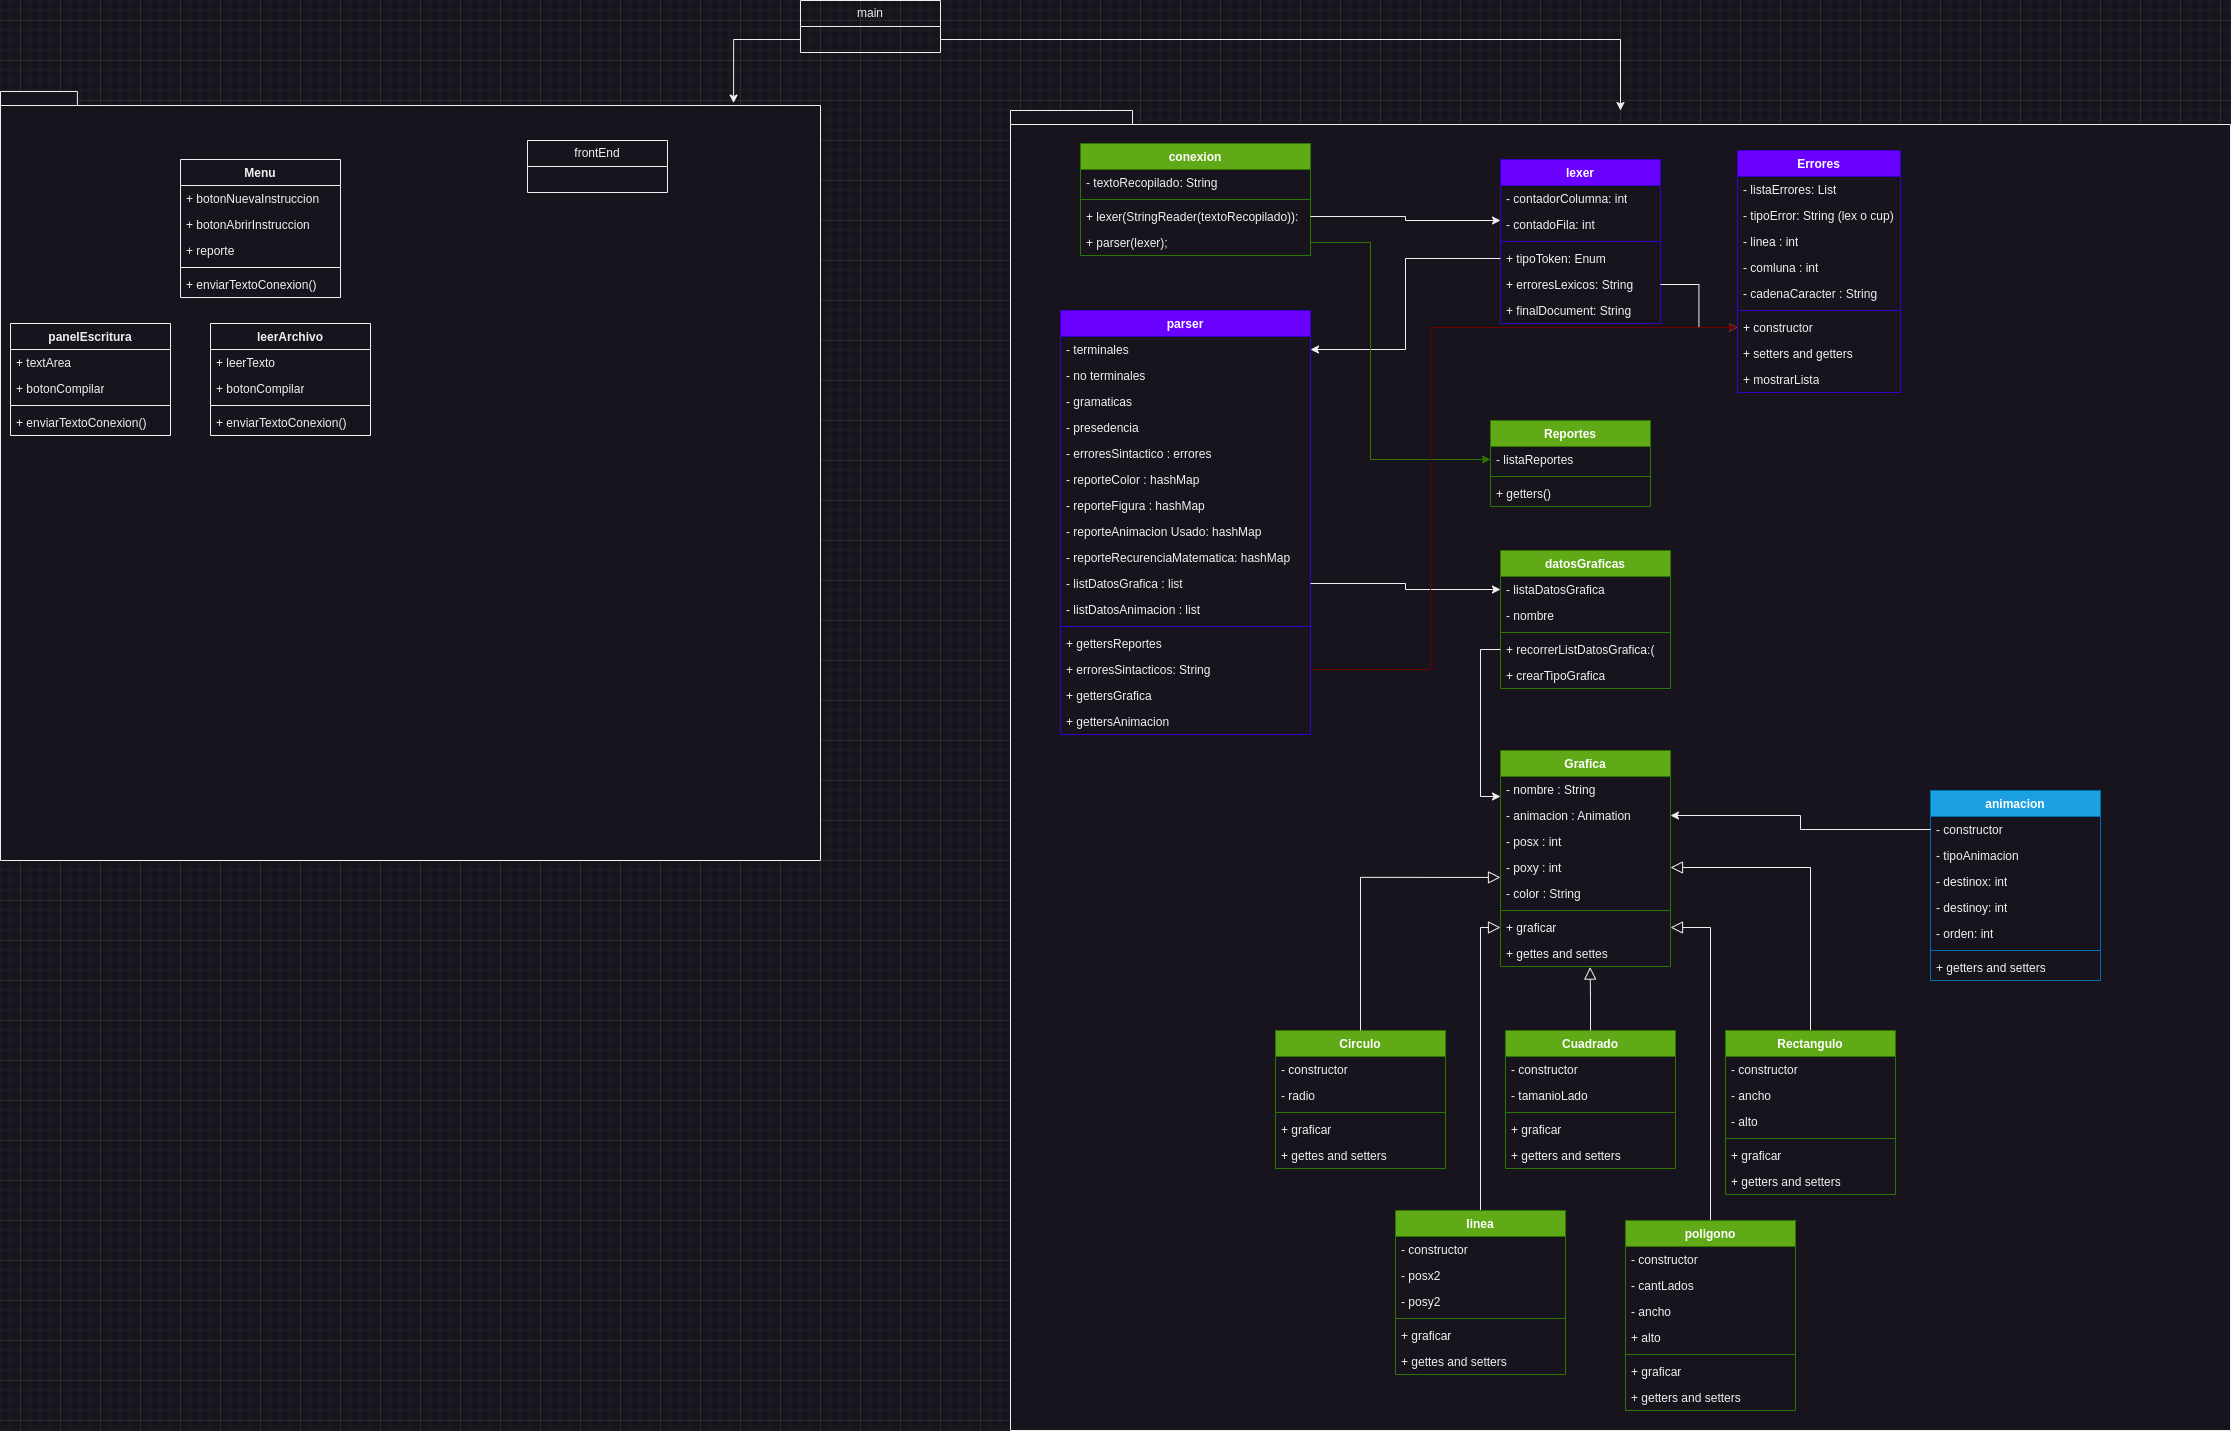 main
frontEnd
Menu
+ botonNuevaInstruccion
+ botonAbrirInstruccion
+ reporte
+ enviarTextoConexion()
panelEscritura
+ textArea
+ botonCompilar
+ enviarTextoConexion()
leerArchivo
+ leerTexto
+ botonCompilar
+ enviarTextoConexion()
conexion
- textoRecopilado: String
+ lexer(StringReader(textoRecopilado)):
+ parser(lexer);
lexer
- contadorColumna: int
- contadoFila: int
+ tipoToken: Enum
+ erroresLexicos: String
+ finalDocument: String
Errores
- listaErrores: List
- tipoError: String (lex o cup)
- linea : int
- comluna : int
- cadenaCaracter : String
+ constructor
+ setters and getters
+ mostrarLista
parser
- terminales
- no terminales
- gramaticas
- presedencia
- erroresSintactico : errores
- reporteColor : hashMap
- reporteFigura : hashMap
- reporteAnimacion Usado: hashMap
- reporteRecurenciaMatematica: hashMap
- listDatosGrafica : list
- listDatosAnimacion : list
+ gettersReportes
+ erroresSintacticos: String
+ gettersGrafica
+ gettersAnimacion
Reportes
- listaReportes
+ getters()
datosGraficas
- listaDatosGrafica
- nombre
+ recorrerListDatosGrafica:(
+ crearTipoGrafica
Grafica
- nombre : String
- animacion : Animation
- posx : int
- poxy : int
- color : String
+ graficar
+ gettes and settes
animacion
- constructor
- tipoAnimacion
- destinox: int
- destinoy: int
- orden: int
+ getters and setters
Circulo
- constructor
- radio
+ graficar
+ gettes and setters
Cuadrado
- constructor
- tamanioLado
+ graficar
+ getters and setters
Rectangulo
- constructor
- ancho
- alto
+ graficar
+ getters and setters
linea
- constructor
- posx2
- posy2
+ graficar
+ gettes and setters
poligono
- constructor
- cantLados
- ancho
+ alto
+ graficar
+ getters and setters